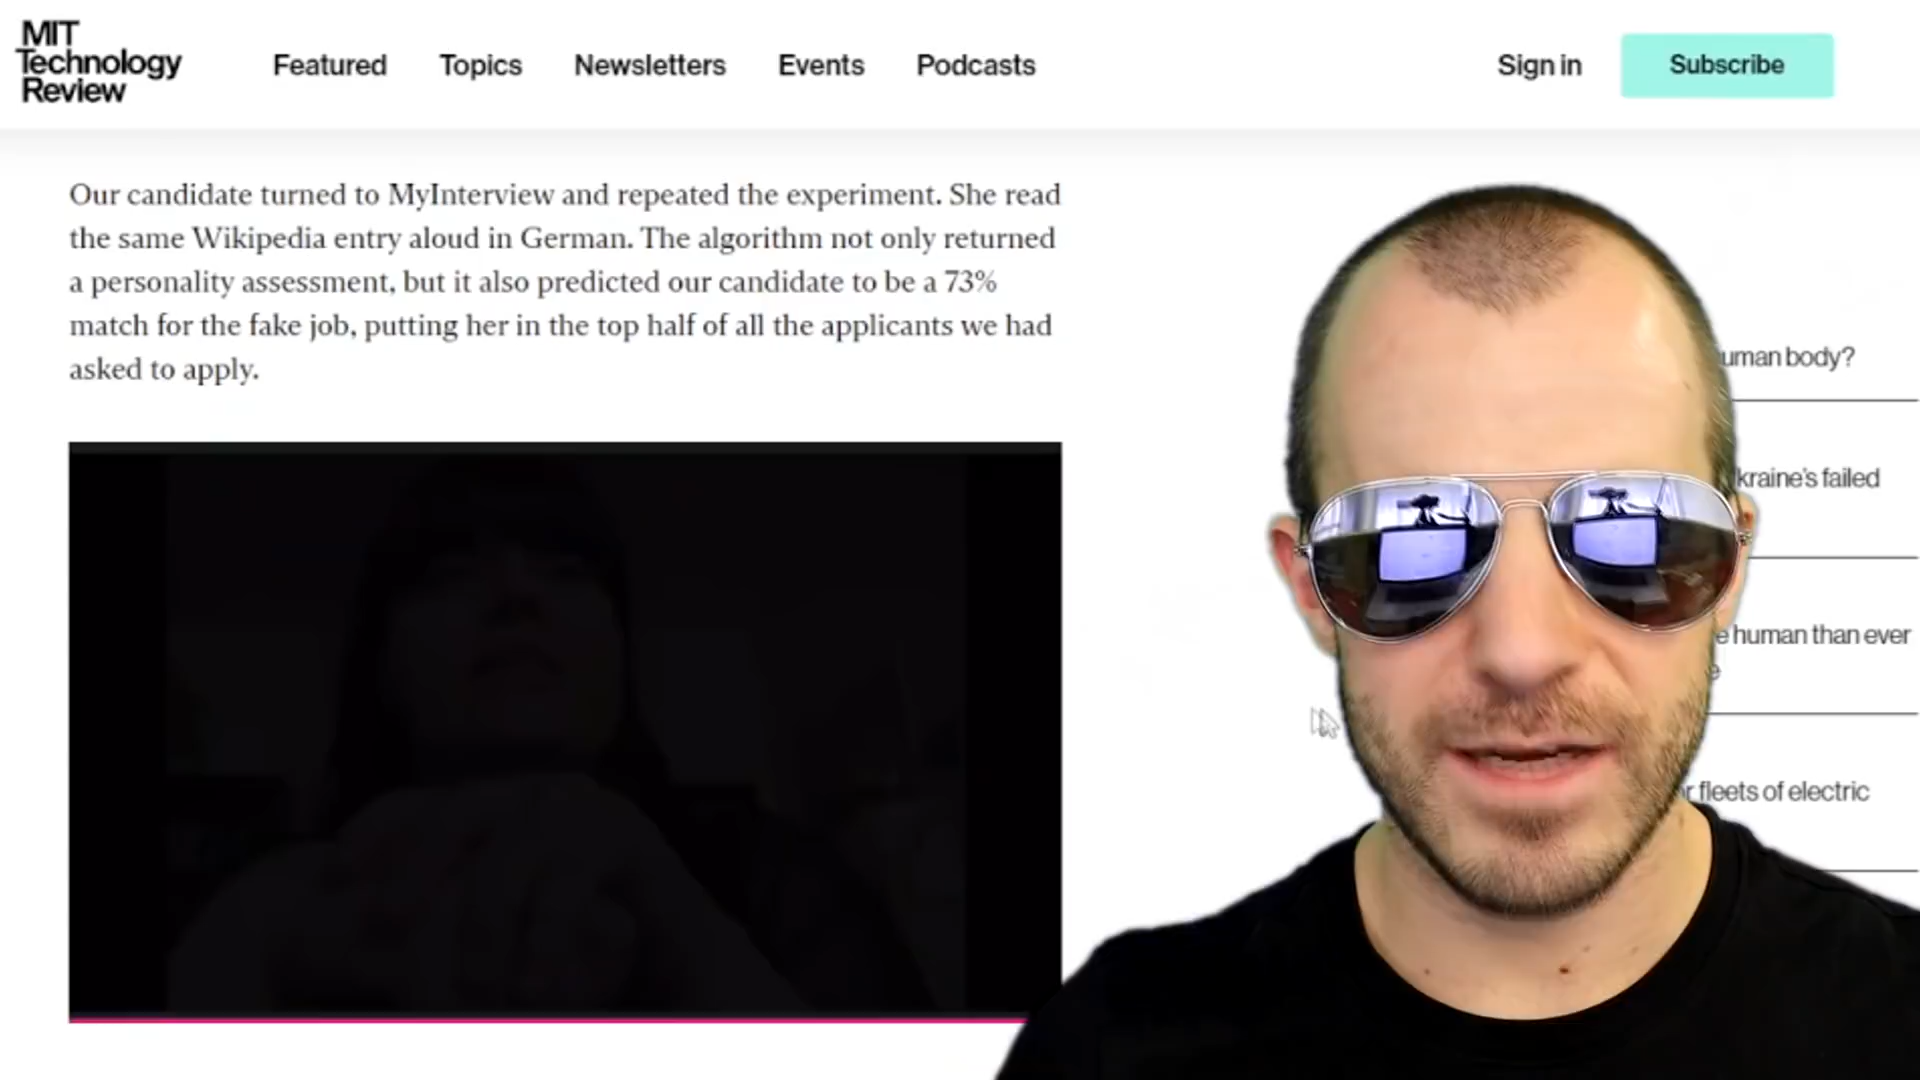 MIT
Technology
Review
Featured
Topics
Newsletters
Events
Podcasts
Sign in
Subscribe
Our candidate turned to MyInterview and repeated the experiment. She read
the same Wikipedia entry aloud in German. The algorithm not only returned
a personality assessment, but it also predicted our candidate to be a 73%
match for the fake job, putting her in the top half of all the applicants we had
asked to apply.
body?
failed
human than ever
fleets of electric